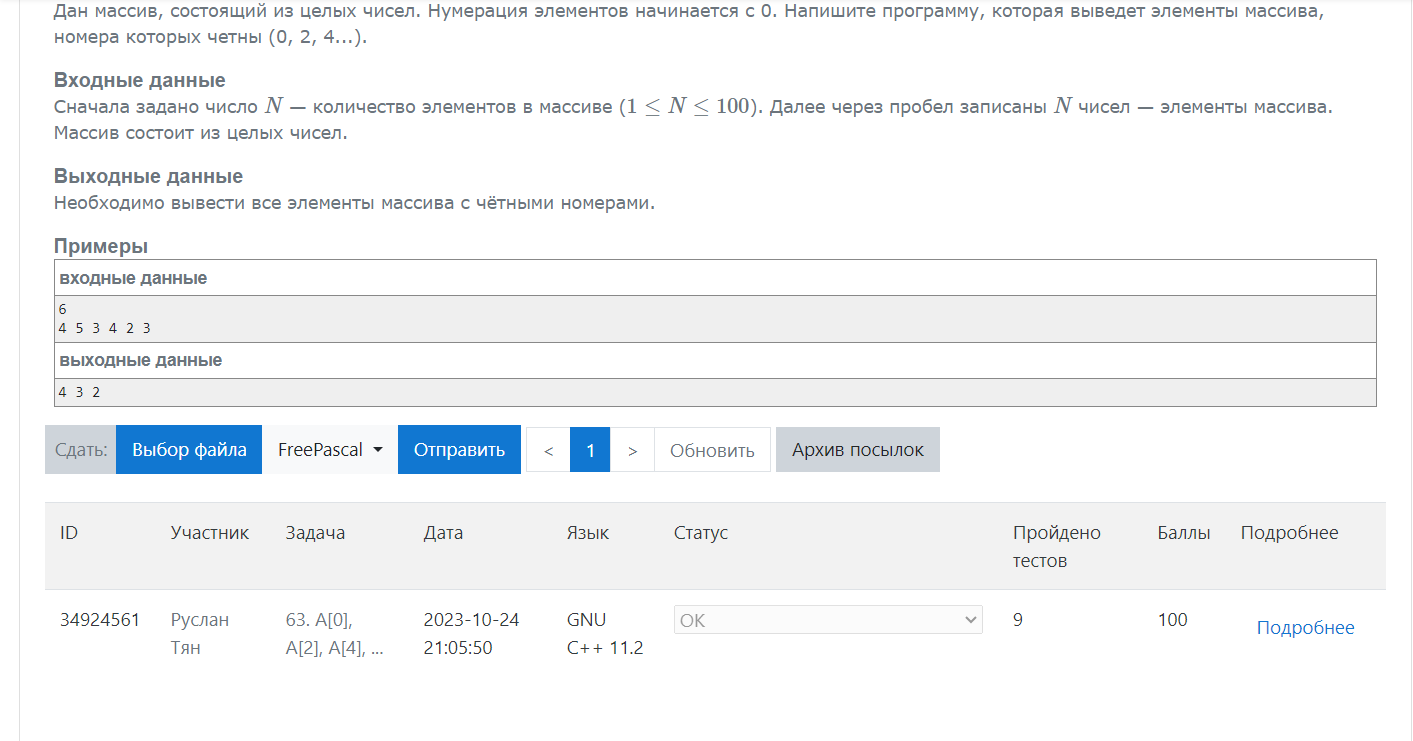 Дан массив, состоящий из целых чисел. Нумерация элементов начинается с 0. Напишите программу, которая выведет элементы массива,
номера которых четны (0, 2, 4...).
Входные данные
Сначала задано число N — количество элементов в массиве (1 ≤ N ≤ 100). Далее через пробел записаны N чисел — элементы массива.
Массив состоит из целых чисел.
Выходные данные
Необходимо вывести все элементы массива с чётными номерами.
Примеры
входные данные
6
4 5 3 4 2 3
выходные данные
4 3 2
Сдать: Выбор файла FreePascal Отправить < 1 > Обновить Архив посылок
ID Участник Задача Дата Язык Статус Пройдено Баллы Подробнее
тестов
34924561 Руслан 63. A[0], 2023-10-24 GNU OK 9 100 Подробнее
Тян A[2], A[4], ... 21:05:50 C++ 11.2